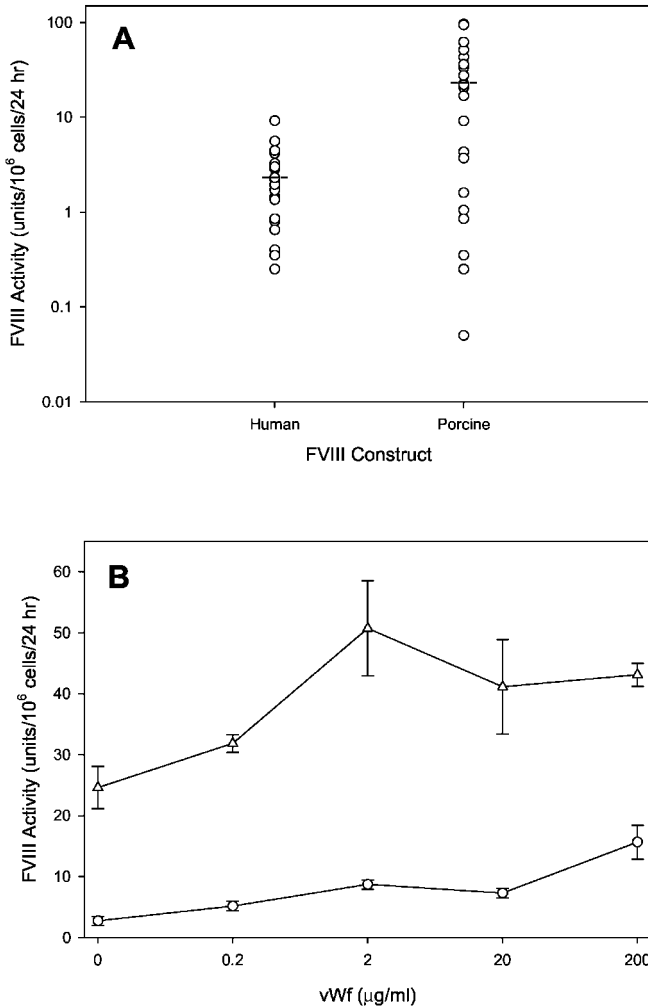 A
FVIII Activity (units/10⁶ cells/24 hr)
100
10
1
0.1
0.01
Human Porcine
FVIII Construct
B
FVIII Activity (units/10⁶ cells/24 hr)
60
50
40
30
20
10
0
0 0.2 2 20 200
vWf (μg/ml)